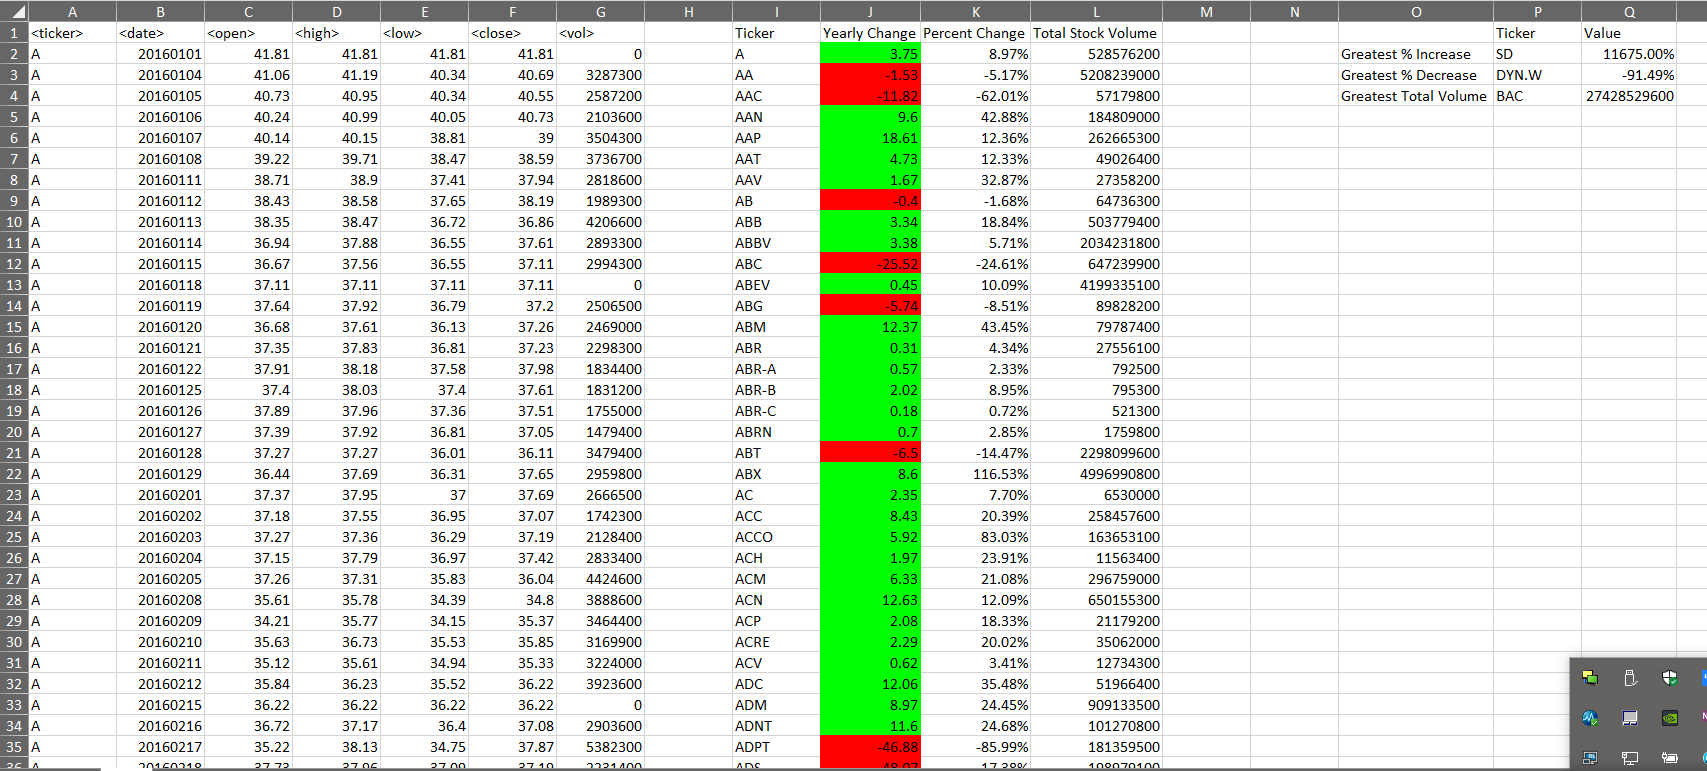 A B C D E F G H I J K L M N O P Q
1 <ticker> <date> <open> <high> <low> <close> <vol> Ticker Yearly Change Percent Change Total Stock Volume Ticker Value
2 A 20160101 41.81 41.81 41.81 41.81 0 A 3.75 8.97% 528576200 Greatest % Increase SD 11675.00%
3 A 20160104 41.06 41.19 40.34 40.69 3287300 AA -1.53 -5.17% 5208239000 Greatest % Decrease DYN.W -91.49%
4 A 20160105 40.73 40.95 40.34 40.55 2587200 AAC -11.82 -62.01% 57179800 Greatest Total Volume BAC 27428529600
5 A 20160106 40.24 40.99 40.05 40.73 2103600 AAN 9.6 42.88% 184809000
6 A 20160107 40.14 40.15 38.81 39 3504300 AAP 18.61 12.36% 262665300
7 A 20160108 39.22 39.71 38.47 38.59 3736700 AAT 4.73 12.33% 49026400
8 A 20160111 38.71 38.9 37.41 37.94 2818600 AAV 1.67 32.87% 27358200
9 A 20160112 38.43 38.58 37.65 38.19 1989300 AB -0.4 -1.68% 64736300
10 A 20160113 38.35 38.47 36.72 36.86 4206600 ABB 3.34 18.84% 503779400
11 A 20160114 36.94 37.88 36.55 37.61 2893300 ABBV 3.38 5.71% 2034231800
12 A 20160115 36.67 37.56 36.55 37.11 2994300 ABC -25.52 -24.61% 647239900
13 A 20160118 37.11 37.11 37.11 37.11 0 ABEV 0.45 10.09% 4199335100
14 A 20160119 37.64 37.92 36.79 37.2 2506500 ABG -5.74 -8.51% 89828200
15 A 20160120 36.68 37.61 36.13 37.26 2469000 ABM 12.37 43.45% 79787400
16 A 20160121 37.35 37.83 36.81 37.23 2298300 ABR 0.31 4.34% 27556100
17 A 20160122 37.91 38.18 37.58 37.98 1834400 ABR-A 0.57 2.33% 792500
18 A 20160125 37.4 38.03 37.4 37.61 1831200 ABR-B 2.02 8.95% 795300
19 A 20160126 37.89 37.96 37.36 37.51 1755000 ABR-C 0.18 0.72% 521300
20 A 20160127 37.39 37.92 36.81 37.05 1479400 ABRN 0.7 2.85% 1759800
21 A 20160128 37.27 37.27 36.01 36.11 3479400 ABT -6.5 -14.47% 2298099600
22 A 20160129 36.44 37.69 36.31 37.65 2959800 ABX 8.6 116.53% 4996990800
23 A 20160201 37.37 37.95 37 37.69 2666500 AC 2.35 7.70% 6530000
24 A 20160202 37.18 37.55 36.95 37.07 1742300 ACC 8.43 20.39% 258457600
25 A 20160203 37.27 37.36 36.29 37.19 2128400 ACCO 5.92 83.03% 163653100
26 A 20160204 37.15 37.79 36.97 37.42 2833400 ACH 1.97 23.91% 11563400
27 A 20160205 37.26 37.31 35.83 36.04 4424600 ACM 6.33 21.08% 296759000
28 A 20160208 35.61 35.78 34.39 34.8 3888600 ACN 12.63 12.09% 650155300
29 A 20160209 34.21 35.77 34.15 35.37 3464400 ACP 2.08 18.33% 21179200
30 A 20160210 35.63 36.73 35.53 35.85 3169900 ACRE 2.29 20.02% 35062000
31 A 20160211 35.12 35.61 34.94 35.33 3224000 ACV 0.62 3.41% 12734300
32 A 20160212 35.84 36.23 35.52 36.22 3923600 ADC 12.06 35.48% 51966400
33 A 20160215 36.22 36.22 36.22 36.22 0 ADM 8.97 24.45% 909133500
34 A 20160216 36.72 37.17 36.4 37.08 2903600 ADNT 11.6 24.68% 101270800
35 A 20160217 35.22 38.13 34.75 37.87 5382300 ADPT -46.88 -85.99% 181359500